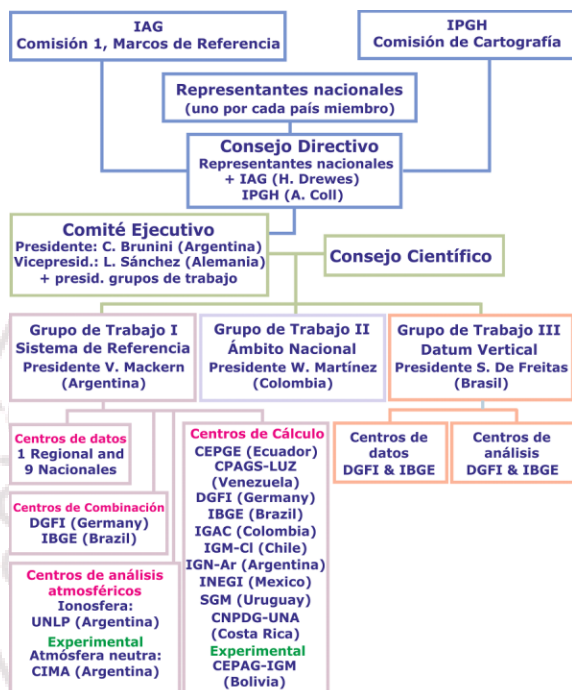 IAG
Comisión 1, Marcos de Referencia
IPGH
Comisión de Cartografía
Representantes nacionales
(uno por cada país miembro)
Consejo Directivo
Representantes nacionales
+ IAG (H. Drewes)
IPGH (A. Coll)
Comité Ejecutivo
Presidente: C. Brunini (Argentina)
Vicepresid.: L. Sánchez (Alemania)
+ presid. grupos de trabajo
Consejo Científico
Grupo de Trabajo I
Sistema de Referencia
Presidente V. Mackern
(Argentina)
Grupo de Trabajo II
Ámbito Nacional
Presidente W. Martínez
(Colombia)
Grupo de Trabajo III
Datum Vertical
Presidente S. De Freitas
(Brasil)
Centros de datos
1 Regional and
9 Nacionales
Centros de Combinación
DGFI (Germany)
IBGE (Brazil)
Centros de análisis
atmosféricos
Ionosfera:
UNLP (Argentina)
Experimental
Atmósfera neutra:
CIMA (Argentina)
Centros de Cálculo
CEPGE (Ecuador)
CPAGS-LUZ
(Venezuela)
DGFI (Germany)
IBGE (Brazil)
IGAC (Colombia)
IGM-Cl (Chile)
IGN-Ar (Argentina)
INEGI (Mexico)
SGM (Uruguay)
CNPDG-UNA
(Costa Rica)
Experimental
CEPAG-IGM
(Bolivia)
Centros de
datos
DGFI & IBGE
Centros de
análisis
DGFI & IBGE